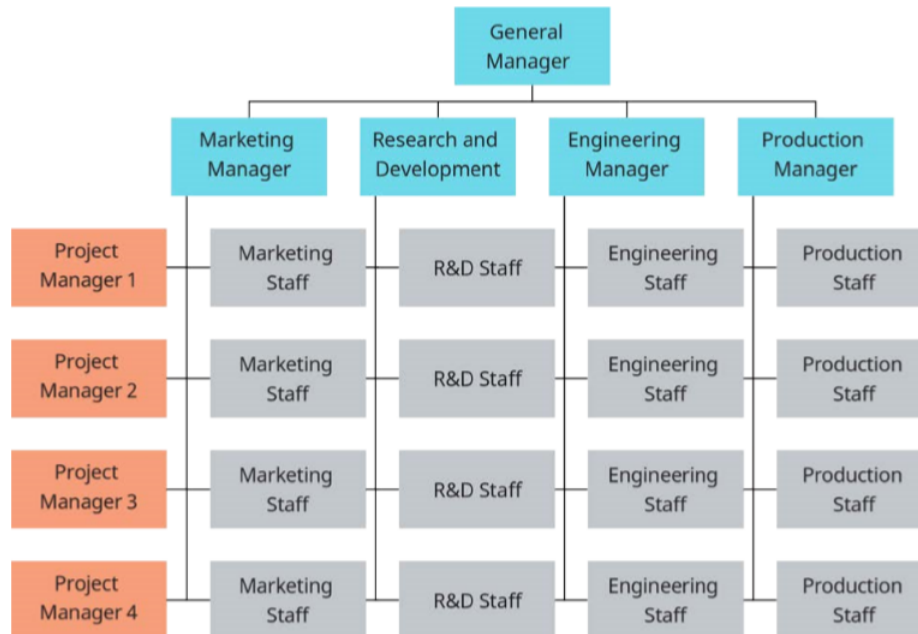 General
Manager
Marketing
Manager
Research and
Development
Engineering
Manager
Production
Manager
Project
Manager 1
Marketing
Staff
R&D Staff
Engineering
Staff
Production
Staff
Project
Manager 2
Marketing
Staff
R&D Staff
Engineering
Staff
Production
Staff
Project
Manager 3
Marketing
Staff
R&D Staff
Engineering
Staff
Production
Staff
Project
Manager 4
Marketing
Staff
R&D Staff
Engineering
Staff
Production
Staff